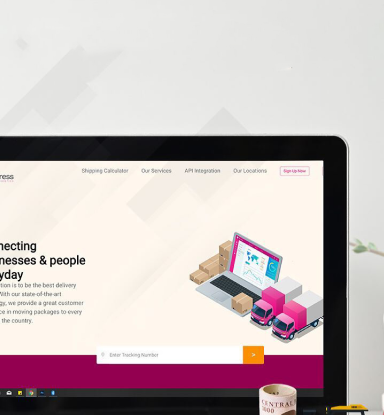 ress
Shipping Calculator Our Services API Integration Our Locations Sign Up Now
necting
nesses & people
yday
tion is to be the best delivery
With our state-of-the-art
gy, we provide a great customer
ce in moving packages to every
the country.
Enter Tracking Number
>
CENTRAL